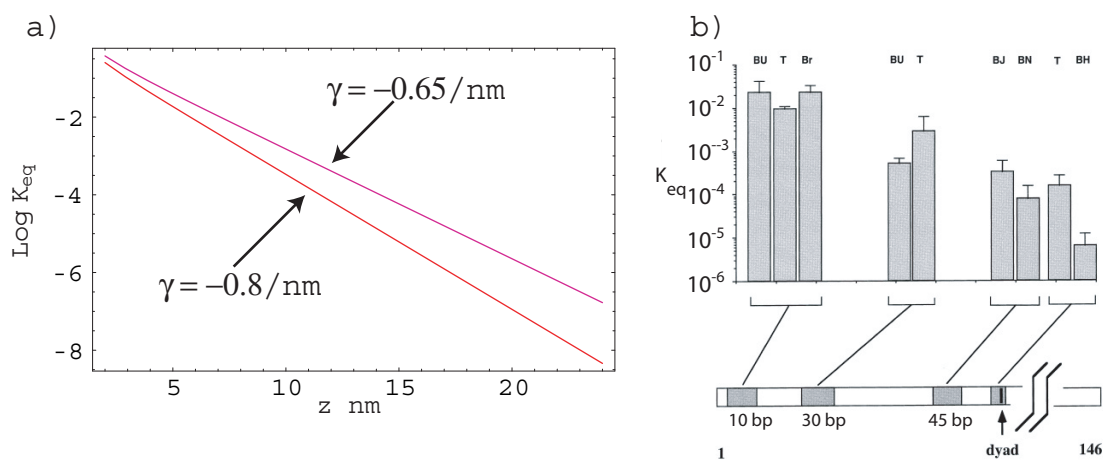 a)
γ = −0.65/nm
γ = −0.8/nm
Log Keq
-2
-4
-6
-8
5 10 15 20
z nm
b)
BU T Br BU T BJ BN T BH
10-1
10-2
10--3
10-4
10-5
10-6
Keq
10 bp 30 bp 45 bp
dyad
1 146